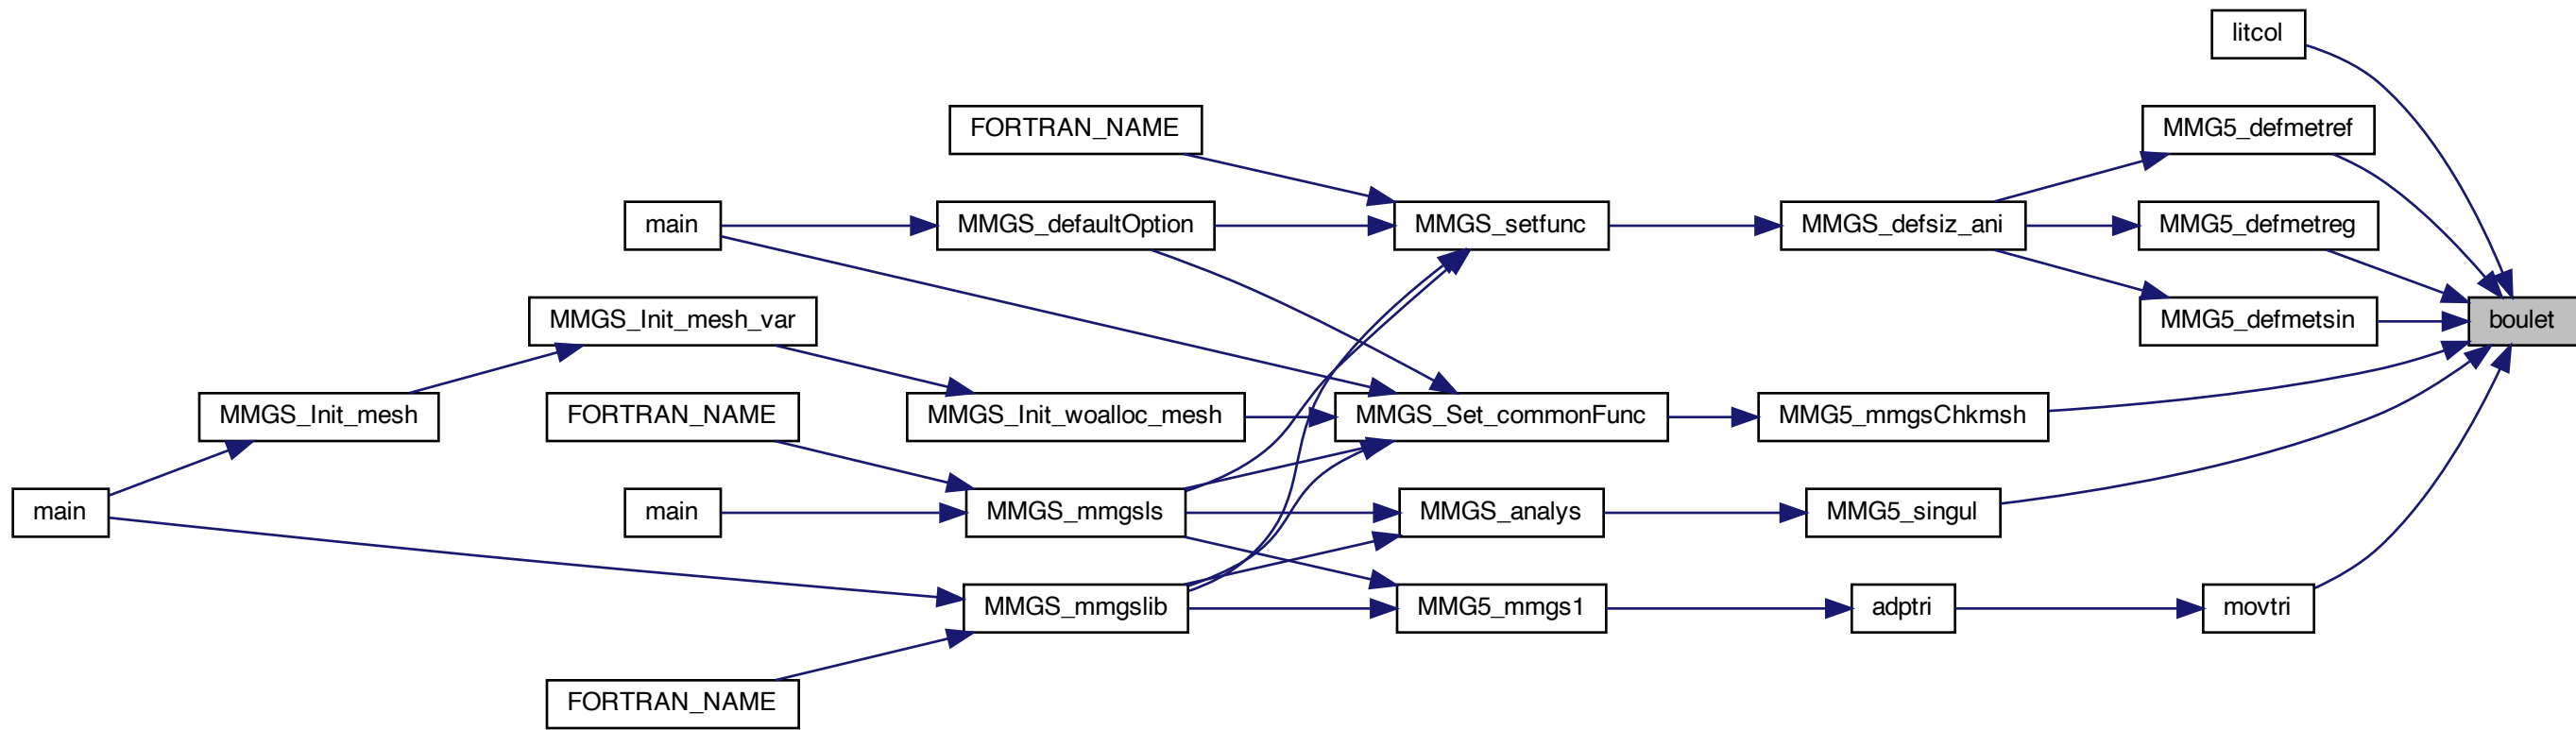 litcol
FORTRAN_NAME
MMG5_defmetref
main
MMGS_defaultOption
MMGS_setfunc
MMGS_defsiz_ani
MMG5_defmetreg
MMGS_Init_mesh_var
MMG5_defmetsin
boulet
MMGS_Init_mesh
FORTRAN_NAME
MMGS_Init_woalloc_mesh
MMGS_Set_commonFunc
MMG5_mmgsChkmsh
main
main
MMGS_mmgsls
MMGS_analys
MMG5_singul
MMGS_mmgslib
MMG5_mmgs1
adptri
movtri
FORTRAN_NAME